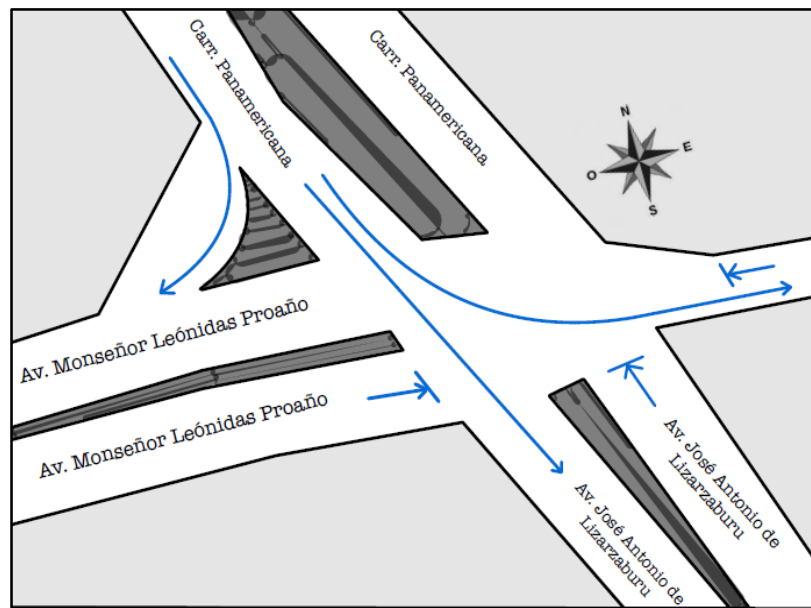 Carr. Panamericana
Carr. Panamericana
N
E
O
S
Av. Monseñor Leónidas Proaño
Av. Monseñor Leónidas Proaño
Av. José Antonio de
Lizarzaburu
Av. José Antonio de
Lizarzaburu